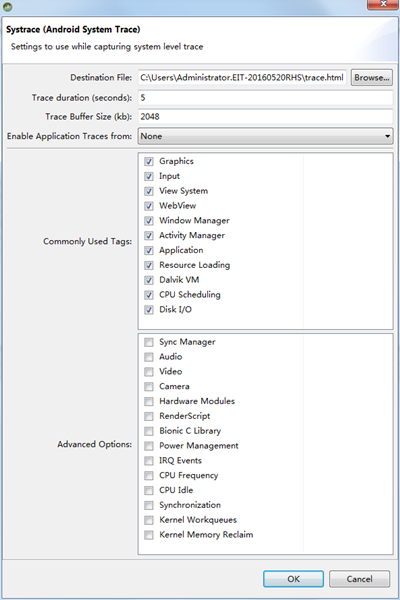 Systrace (Android System Trace)
Settings to use while capturing system level trace
Destination File: C:\Users\Administrator.EIT-20160520RHS\trace.html Browse...
Trace duration (seconds): 5
Trace Buffer Size (kb): 2048
Enable Application Traces from: None
Commonly Used Tags:
Graphics
Input
View System
WebView
Window Manager
Activity Manager
Application
Resource Loading
Dalvik VM
CPU Scheduling
Disk I/O
Advanced Options:
Sync Manager
Audio
Video
Camera
Hardware Modules
RenderScript
Bionic C Library
Power Management
IRQ Events
CPU Frequency
CPU Idle
Synchronization
Kernel Workqueues
Kernel Memory Reclaim
OK Cancel